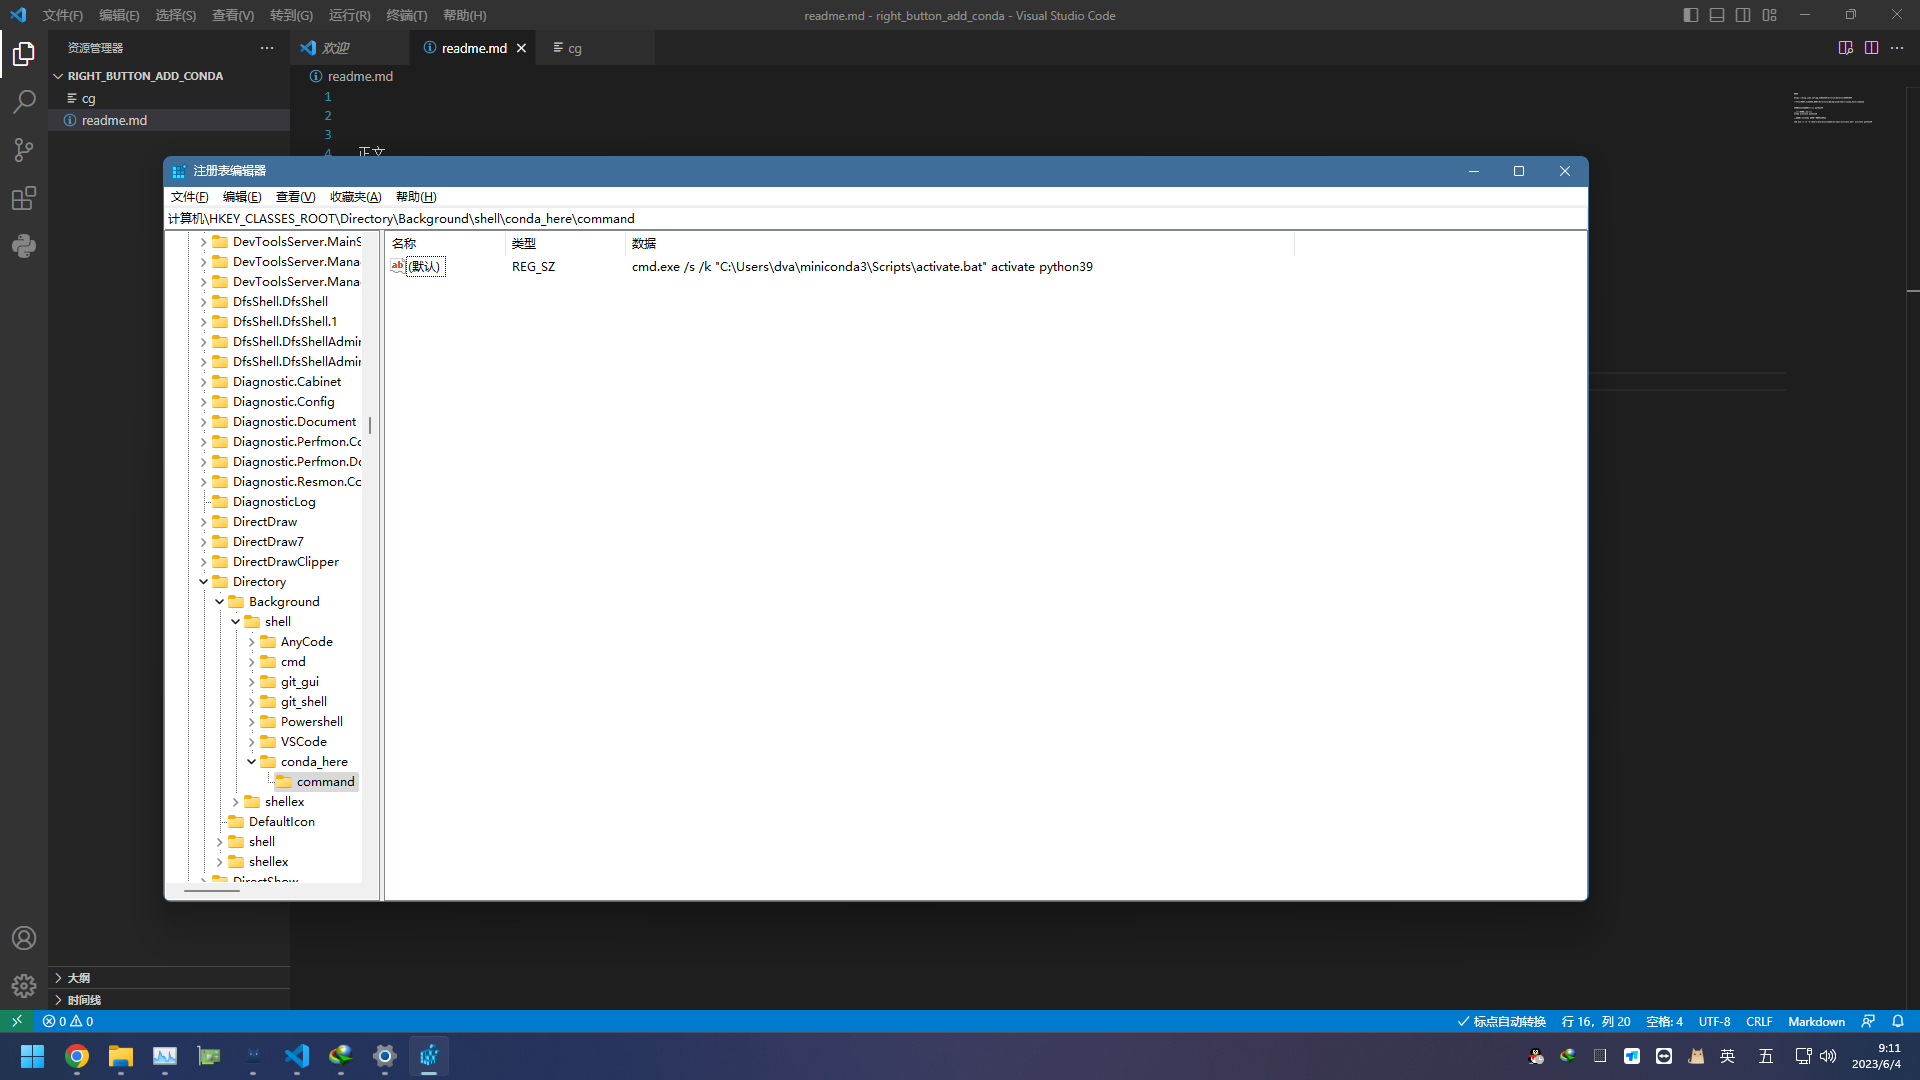 文件(F) 编辑(E) 选择(S) 查看(V) 转到(G) 运行(R) 终端(T) 帮助(H)
readme.md - right_button_add_conda - Visual Studio Code
资源管理器
欢迎
readme.md
cg
RIGHT_BUTTON_ADD_CONDA
cg
readme.md
readme.md
1
2
3
4 正文
注册表编辑器
文件(F) 编辑(E) 查看(V) 收藏夹(A) 帮助(H)
计算机\HKEY_CLASSES_ROOT\Directory\Background\shell\conda_here\command
DevToolsServer.MainS
DevToolsServer.Mana
DevToolsServer.Mana
DfsShell.DfsShell
DfsShell.DfsShell.1
DfsShell.DfsShellAdmin
DfsShell.DfsShellAdmin
Diagnostic.Cabinet
Diagnostic.Config
Diagnostic.Document
Diagnostic.Perfmon.Co
Diagnostic.Perfmon.Do
Diagnostic.Resmon.Co
DiagnosticLog
DirectDraw
DirectDraw7
DirectDrawClipper
Directory
Background
shell
AnyCode
cmd
git_gui
git_shell
Powershell
VSCode
conda_here
command
shellex
DefaultIcon
shell
shellex
DirectShow
名称 类型 数据
ab (默认) REG_SZ cmd.exe /s /k "C:\Users\dva\miniconda3\Scripts\activate.bat" activate python39
大纲
时间线
0 0
标点自动转换 行 16，列 20 空格: 4 UTF-8 CRLF Markdown
英 五
9:11
2023/6/4